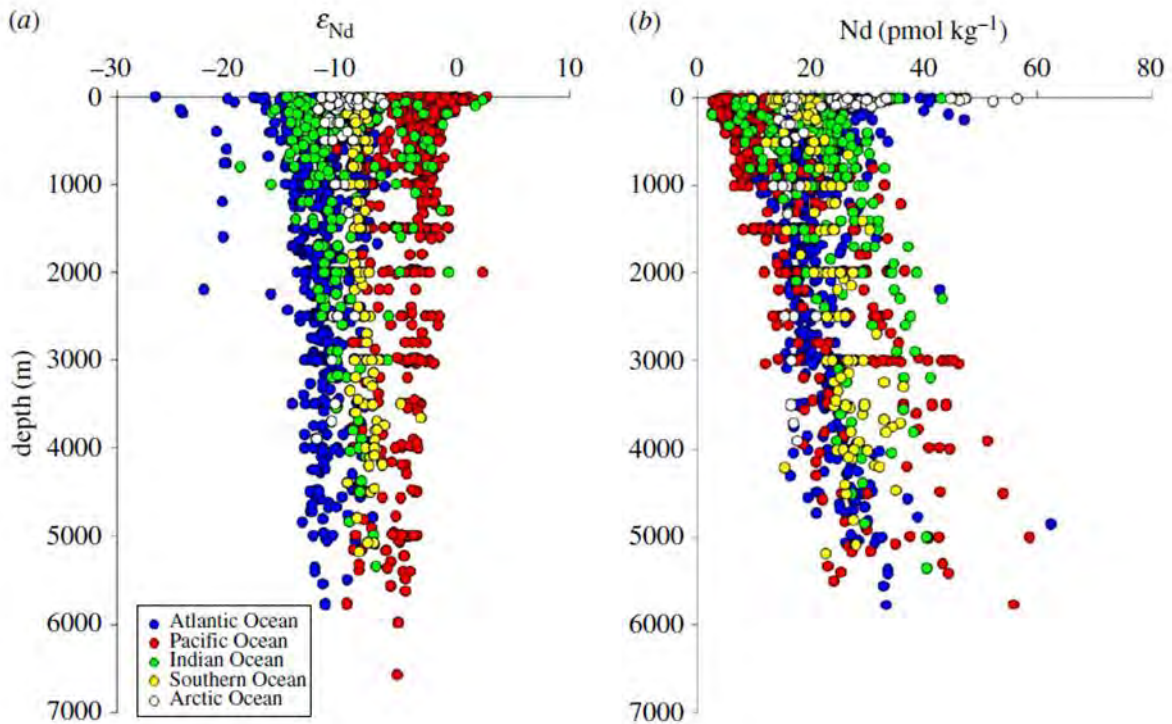 (a)
εNd
−30 −20 −10 0 10
0
1000
2000
3000
4000
5000
6000
7000
depth (m)
Atlantic Ocean
Pacific Ocean
Indian Ocean
Southern Ocean
Arctic Ocean
(b)
Nd (pmol kg−1)
0 20 40 60 80
0
1000
2000
3000
4000
5000
6000
7000
depth (m)